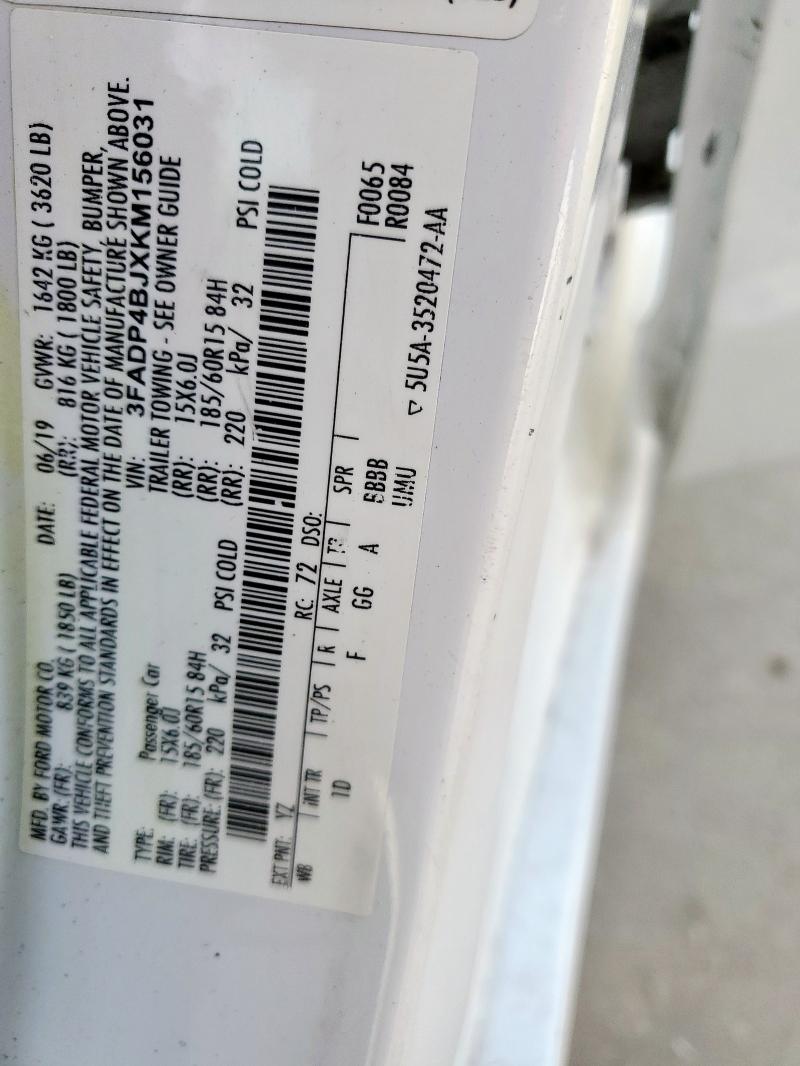 MFD. BY FORD MOTOR CO. DATE: 06/19 GVWR: 1642 KG ( 3620 LB)
GAWR: (FR): 839 KG ( 1850 LB) (RR): 816 KG ( 1800 LB)
THIS VEHICLE CONFORMS TO ALL APPLICABLE FEDERAL MOTOR VEHICLE SAFETY, BUMPER,
AND THEFT PREVENTION STANDARDS IN EFFECT ON THE DATE OF MANUFACTURE SHOWN ABOVE.
VIN: 3FADP4BJXKM156031
TYPE: Passenger Car TRAILER TOWING - SEE OWNER GUIDE
RIM: (FR): 15X6.0J (RR): 15X6.0J
TIRE: (FR): 185/60R15 84H (RR): 185/60R15 84H
PRESSURE: (FR): 220 kPa/ 32 PSI COLD (RR): 220 kPa/ 32 PSI COLD
EXT PNT: YZ RC: 72 DSO:
WB INT TR TP/PS R AXLE TR SPR F0065
1D F GG A BBBB R0084
UMU
▽ 5U5A-3520472-AA